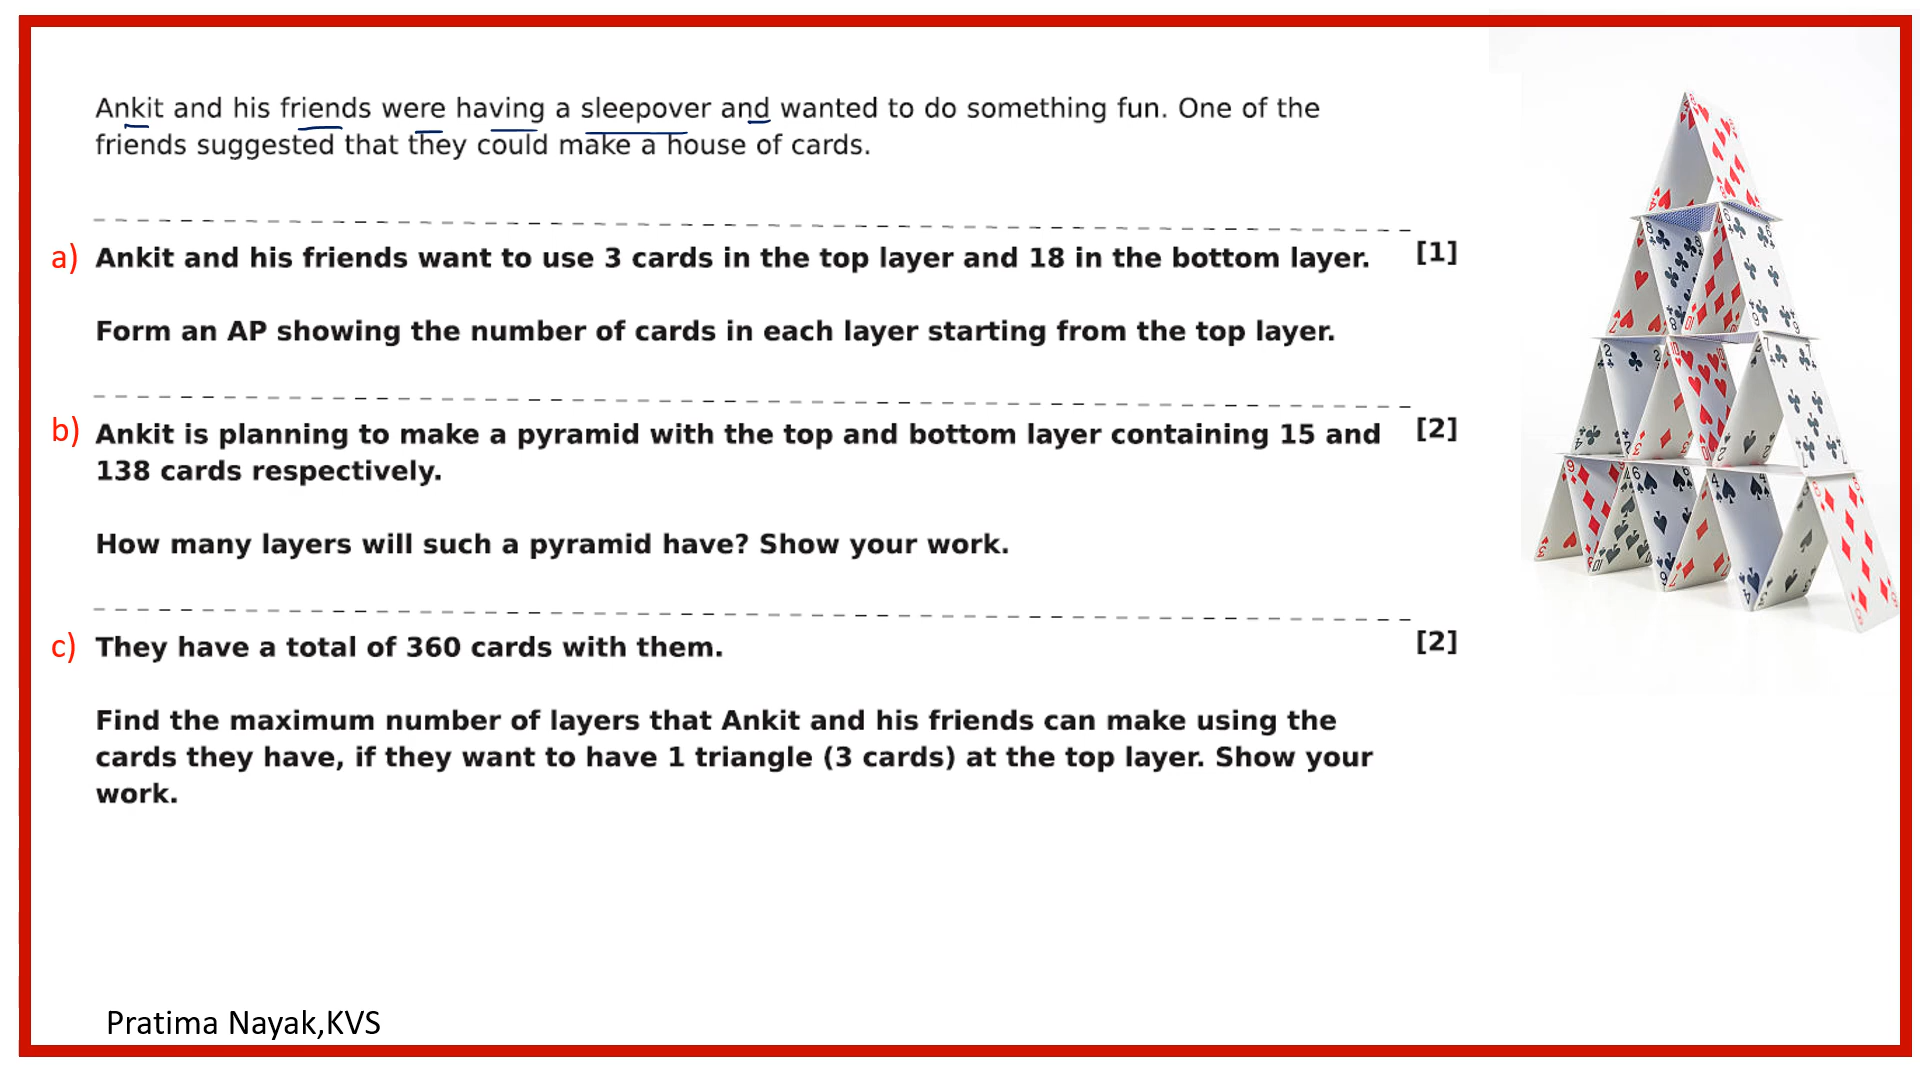 Ankit and his friends were having a sleepover and wanted to do something fun. One of the
friends suggested that they could make a house of cards.
a) Ankit and his friends want to use 3 cards in the top layer and 18 in the bottom layer. [1]
Form an AP showing the number of cards in each layer starting from the top layer.
b) Ankit is planning to make a pyramid with the top and bottom layer containing 15 and [2]
138 cards respectively.
How many layers will such a pyramid have? Show your work.
c) They have a total of 360 cards with them. [2]
Find the maximum number of layers that Ankit and his friends can make using the
cards they have, if they want to have 1 triangle (3 cards) at the top layer. Show your
work.
Pratima Nayak,KVS